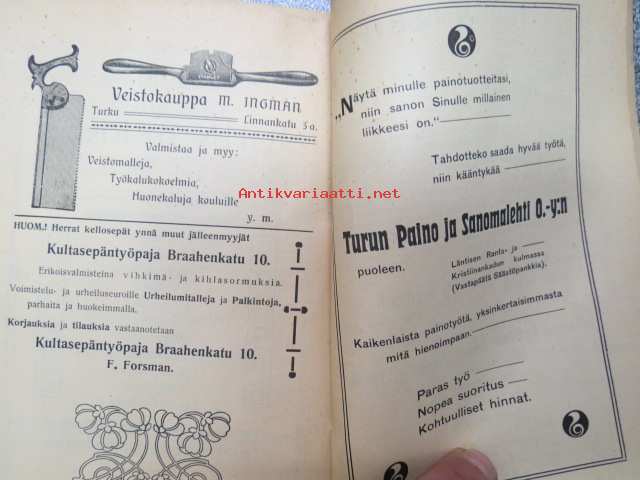 Veistokauppa M. INGMAN
Turku Linnankatu 3 a.
Valmistaa ja myy:
Veistomalleja,
Työkalukokoelmia,
Huonekaluja kouluille
y. m.
HUOM.! Herrat kellosepät ynnä muut jälleenmyyjät
Kultasepäntyöpaja Braahenkatu 10.
Erikoisvalmisteina vihkimä- ja kihlasormuksia.
Voimistelu- ja urheiluseuroille Urheilumitalleja ja Palkintoja,
parhaita ja huokeimmalla.
Korjauksia ja tilauksia vastaanotetaan
Kultasepäntyöpaja Braahenkatu 10.
F. Forsman.
„Näytä minulle painotuotteitasi,
niin sanon Sinulle millainen
liikkeesi on."
Tahdotteko saada hyvää työtä,
niin kääntykää
Turun Paino ja Sanomalehti O.-y:n
puoleen.
Läntisen Ranta- ja
Kristiinankadun kulmassa
(Vastapäätä Säästöpankkia).
Kaikenlaista painotyötä, yksinkertaisimmasta
mitä hienoimpaan.
Paras työ
Nopea suoritus
Kohtuulliset hinnat.
Antikvariaatti.net